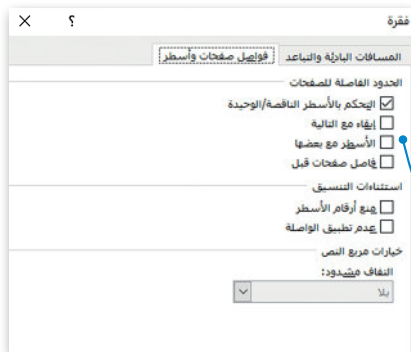 فقرة ؟
المسافات البادئة والتباعد فواصل صفحات وأسطر
الحدود الفاصلة للصفحات
التحكم بالأسطر الناقصة/الوحيدة
إبقاء مع التالية
الأسطر مع بعضها
فاصل صفحات قبل
استثناءات التنسيق
منع أرقام الأسطر
عدم تطبيق الواصلة
خيارات مربع النص
التفاف مشدود:
بلا